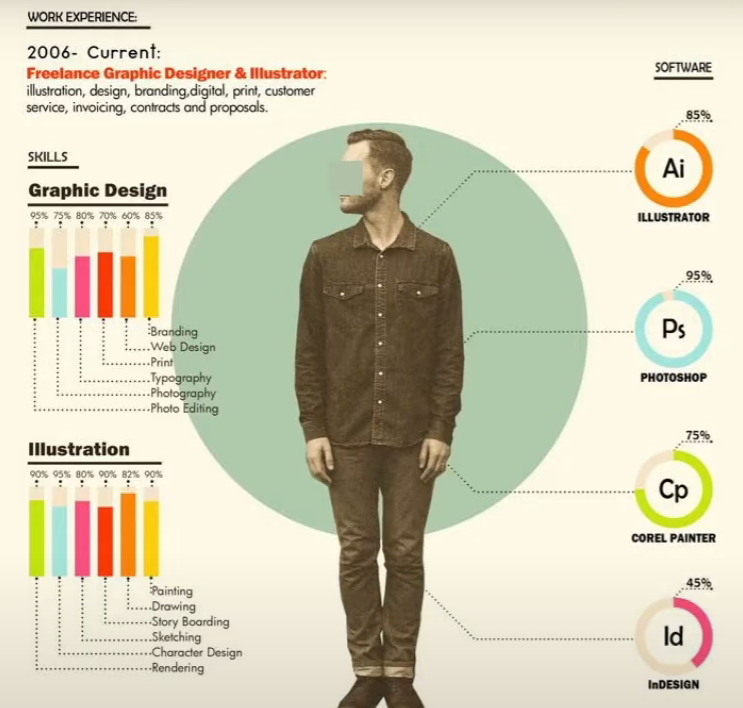 WORK EXPERIENCE:
2006- Current:
Freelance Graphic Designer & Illustrator:
illustration, design, branding,digital, print, customer
service, invoicing, contracts and proposals.
SKILLS
Graphic Design
95% 75% 80% 70% 60% 85%
Branding
Web Design
Print
Typography
Photography
Photo Editing
Illustration
90% 95% 80% 90% 82% 90%
Painting
Drawing
Story Boarding
Sketching
Character Design
Rendering
SOFTWARE
85%
Ai
ILLUSTRATOR
95%
Ps
PHOTOSHOP
75%
Cp
COREL PAINTER
45%
Id
InDESIGN